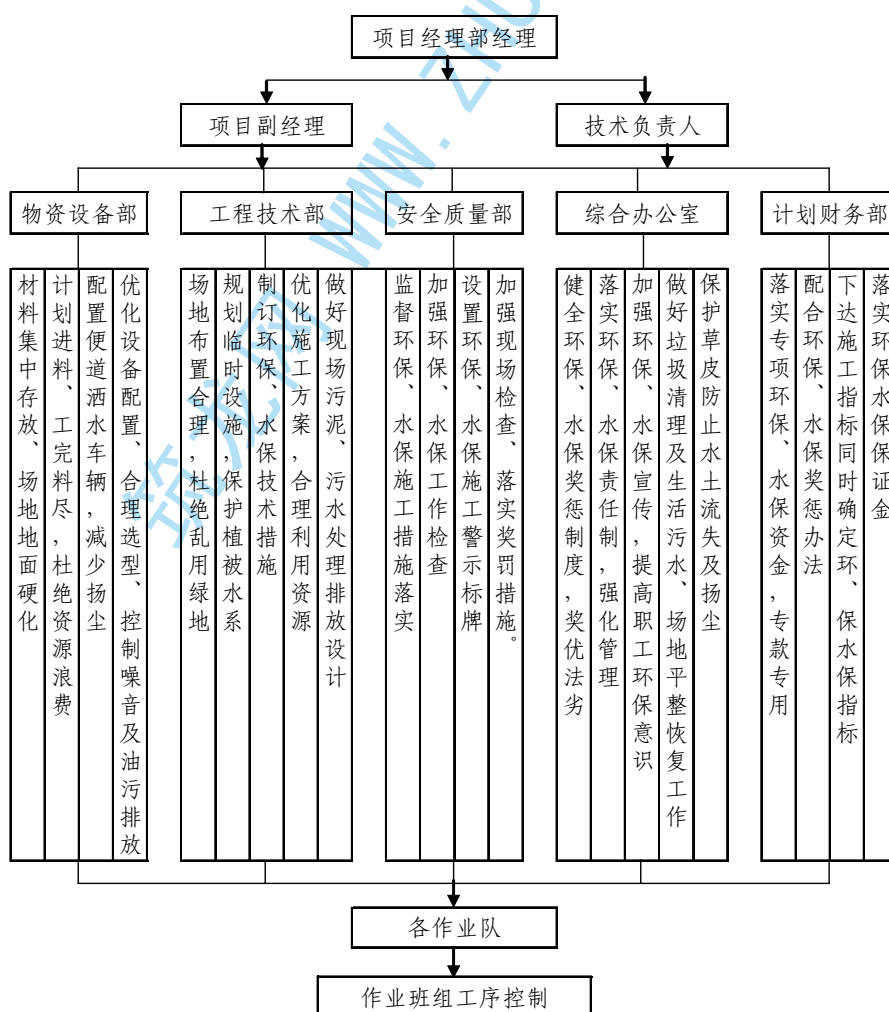 项目经理部经理
项目副经理
技术负责人
物资设备部
工程技术部
安全质量部
综合办公室
计划财务部
材料集中存放、场地地面硬化
计划进料、工完料尽,杜绝资源浪费
配置便道洒水车辆,减少扬尘
优化设备配置、合理选型、控制噪音及油污排放
场地布置合理,杜绝乱用绿地
规划临时设施,保护植被水系
制订环保、水保技术措施
优化施工方案,合理利用资源
做好现场污泥、污水处理排放设计
监督环保、水保施工措施落实
加强环保、水保工作检查
设置环保、水保施工警示标牌
加强现场检查、落实奖罚措施。
健全环保、水保奖惩制度,奖优法劣
落实环保、水保责任制,强化管理
加强环保、水保宣传,提高职工环保意识
做好垃圾清理及生活污水、场地平整恢复工作
保护草皮防止水土流失及扬尘
落实专项环保、水保资金,专款专用
配合环保、水保奖惩办法
下达施工指标同时确定环、保水保指标
落实环保水保保证金
各作业队
作业班组工序控制
筑龙网 WWW.ZHU